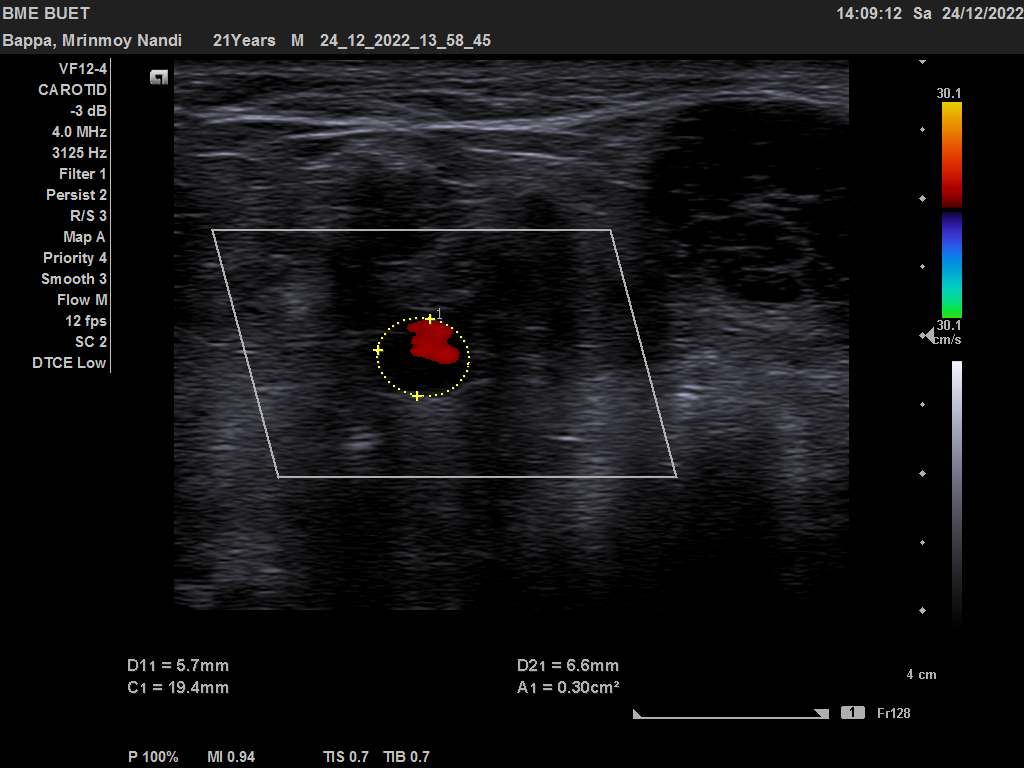 BME BUET 14:09:12 Sa 24/12/2022
Bappa, Mrinmoy Nandi 21Years M 24_12_2022_13_58_45
VF12-4
CAROTID
-3 dB
4.0 MHz
3125 Hz
Filter 1
Persist 2
R/S 3
Map A
Priority 4
Smooth 3
Flow M
12 fps
SC 2
DTCE Low
30.1
30.1
cm/s
1
D11 = 5.7mm D21 = 6.6mm
C1 = 19.4mm A1 = 0.30cm²
4 cm
1 Fr128
P 100% MI 0.94 TIS 0.7 TIB 0.7